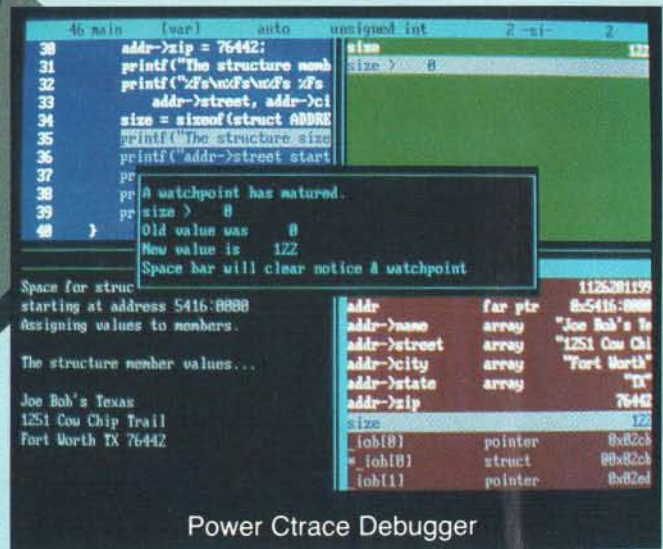 46 main [var] auto unsigned int 2 -si- 2
30 addr->zip = 76442;
31 printf("The structure memb
32 printf("%Fs\n%Fs\n%Fs %Fs
33 addr->street, addr->ci
34 size = sizeof(struct ADDRE
35 printf("The structure size
36 printf("addr->street start
37 pr
38 pr
39 pr
40 }
size 122
size > 0
A watchpoint has matured.
size > 0
Old value was 0
New value is 122
Space bar will clear notice & watchpoint
Space for struc
starting at address 5416:0000
Assigning values to members.
The structure member values...
Joe Bob's Texas
1251 Cow Chip Trail
Fort Worth TX 76442
1126201199
addr far ptr 0x5416:0000
addr->name array "Joe Bob's Te
addr->street array "1251 Cow Chi
addr->city array "Fort Worth"
addr->state array "TX"
addr->zip 76442
size 122
_iob[0] pointer 0x02cb
*_iob[0] struct 00x02cb
_iob[1] pointer 0x02ed
Power Ctrace Debugger